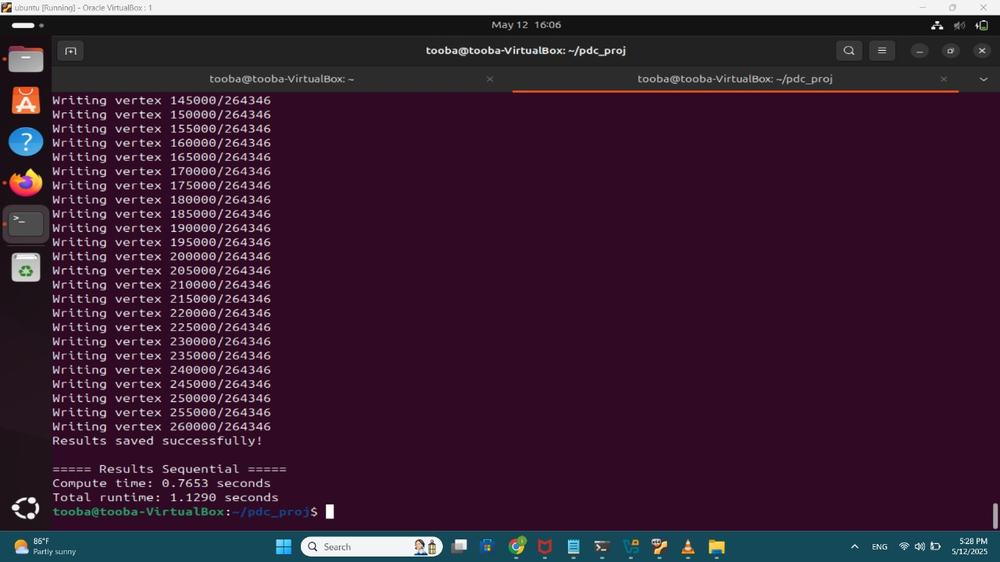 ubuntu [Running] - Oracle VirtualBox : 1
May 12 16:06
tooba@tooba-VirtualBox: ~/pdc_proj
tooba@tooba-VirtualBox: ~
tooba@tooba-VirtualBox: ~/pdc_proj
Writing vertex 145000/264346
Writing vertex 150000/264346
Writing vertex 155000/264346
Writing vertex 160000/264346
Writing vertex 165000/264346
Writing vertex 170000/264346
Writing vertex 175000/264346
Writing vertex 180000/264346
Writing vertex 185000/264346
Writing vertex 190000/264346
Writing vertex 195000/264346
Writing vertex 200000/264346
Writing vertex 205000/264346
Writing vertex 210000/264346
Writing vertex 215000/264346
Writing vertex 220000/264346
Writing vertex 225000/264346
Writing vertex 230000/264346
Writing vertex 235000/264346
Writing vertex 240000/264346
Writing vertex 245000/264346
Writing vertex 250000/264346
Writing vertex 255000/264346
Writing vertex 260000/264346
Results saved successfully!
===== Results Sequential =====
Compute time: 0.7653 seconds
Total runtime: 1.1290 seconds
tooba@tooba-VirtualBox:~/pdc_proj$
86°F
Partly sunny
Search
ENG
5:28 PM
5/12/2025